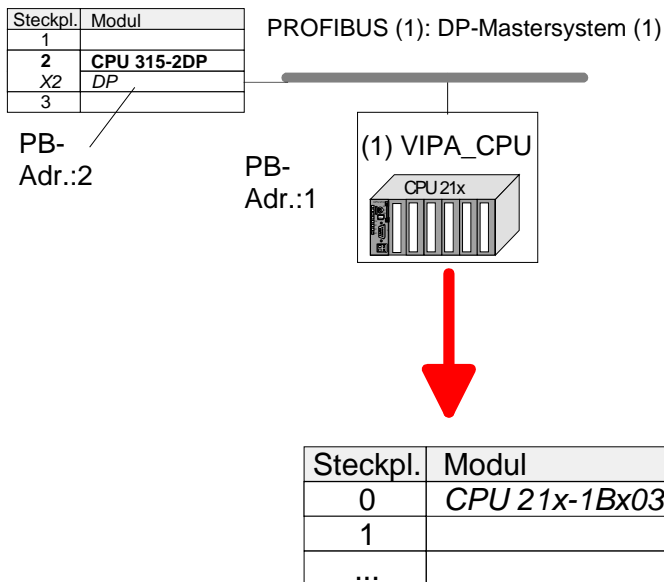 Steckpl. Modul
1
2 CPU 315-2DP
X2 DP
3
PROFIBUS (1): DP-Mastersystem (1)
PB-
Adr.:2
PB-
Adr.:1
(1) VIPA_CPU
CPU 21x
Steckpl. Modul
0 CPU 21x-1Bx03
1
...